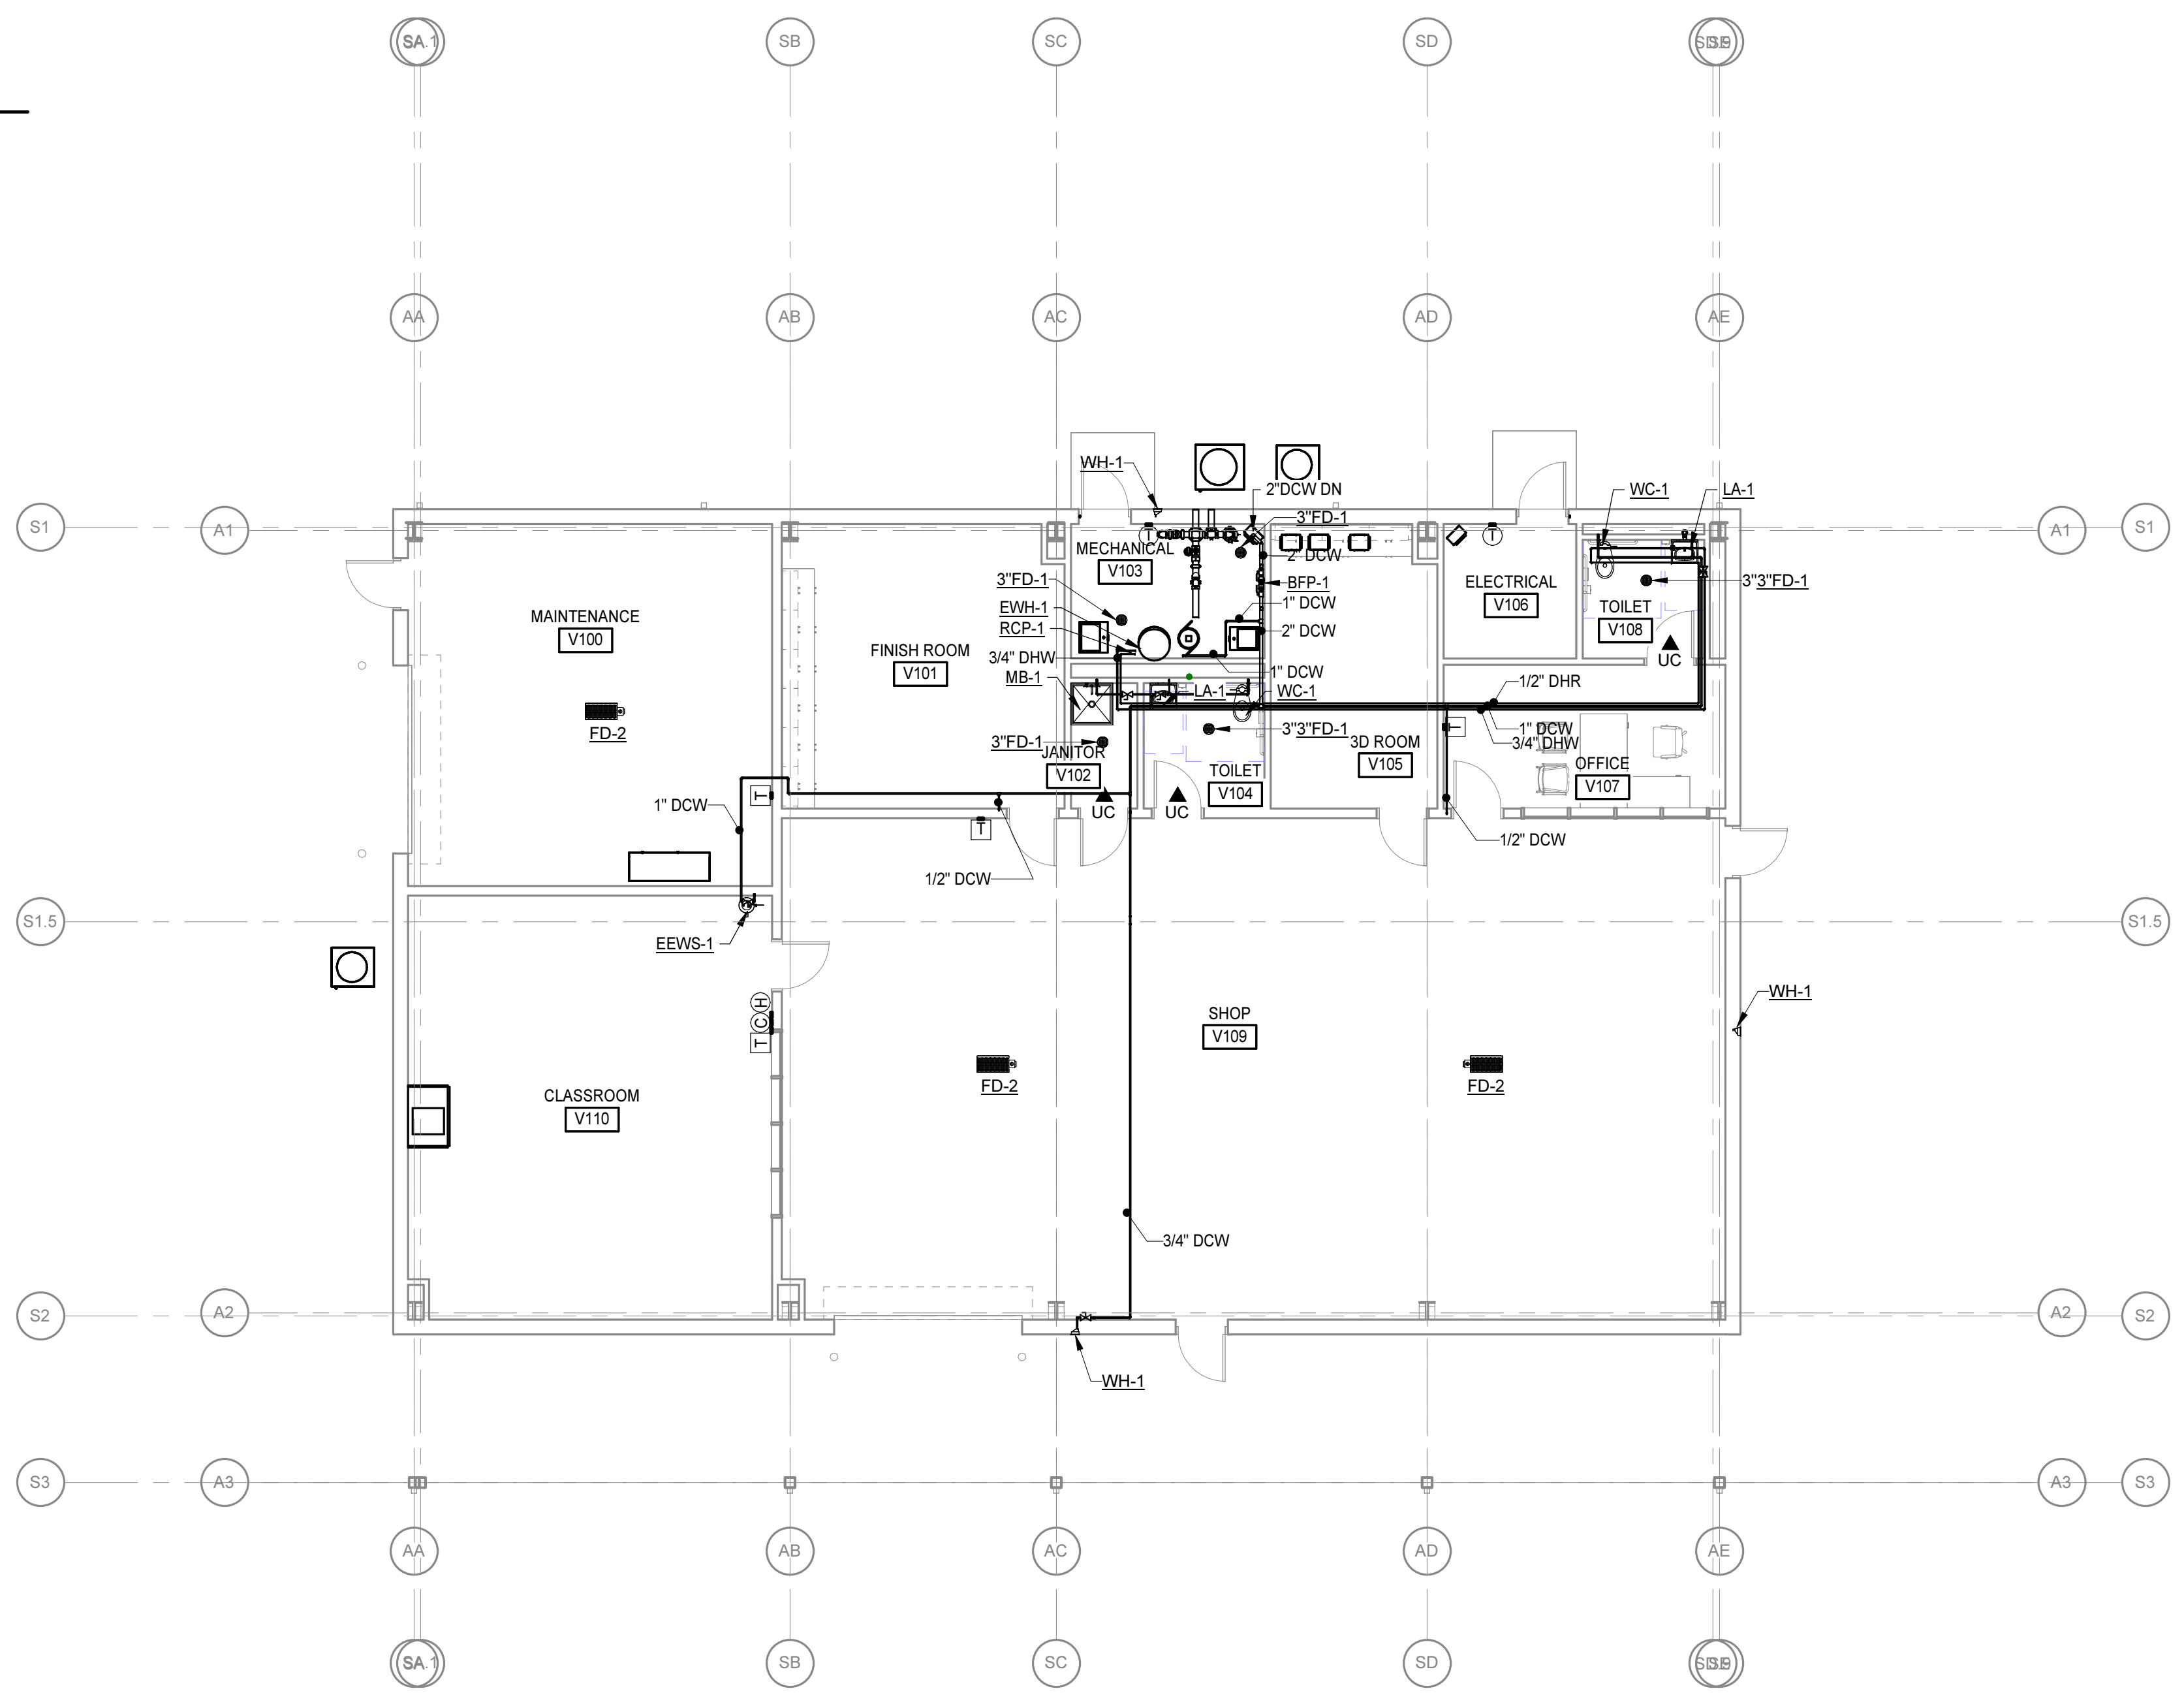 SB
SC
SD
AA
AB
AC
AD
AE
WH-1
2"DCW DN
WC-1
LA-1
3"FD-1
S1
A1
A1
S1
MECHANICAL
V103
T
T
2" DCW
BFP-1
3"FD-1
EWH-1
RCP-1
1" DCW
2" DCW
ELECTRICAL
V106
3"3"FD-1
TOILET
V108
MAINTENANCE
V100
FINISH ROOM
V101
3/4" DHW
MB-1
1" DCW
UC
LA-1
WC-1
1/2" DHR
FD-2
3"FD-1
JANITOR
V102
3"3"FD-1
TOILET
V104
3D ROOM
V105
T
1" DCW
3/4" DHW
OFFICE
V107
1" DCW
T
UC
UC
T
1/2" DCW
1/2" DCW
S1.5
S1.5
EEWS-1
H
C
T
WH-1
SHOP
V109
FD-2
FD-2
CLASSROOM
V110
3/4" DCW
S2
A2
A2
S2
WH-1
S3
A3
A3
S3
AA
AB
AC
AD
AE
SB
SC
SD